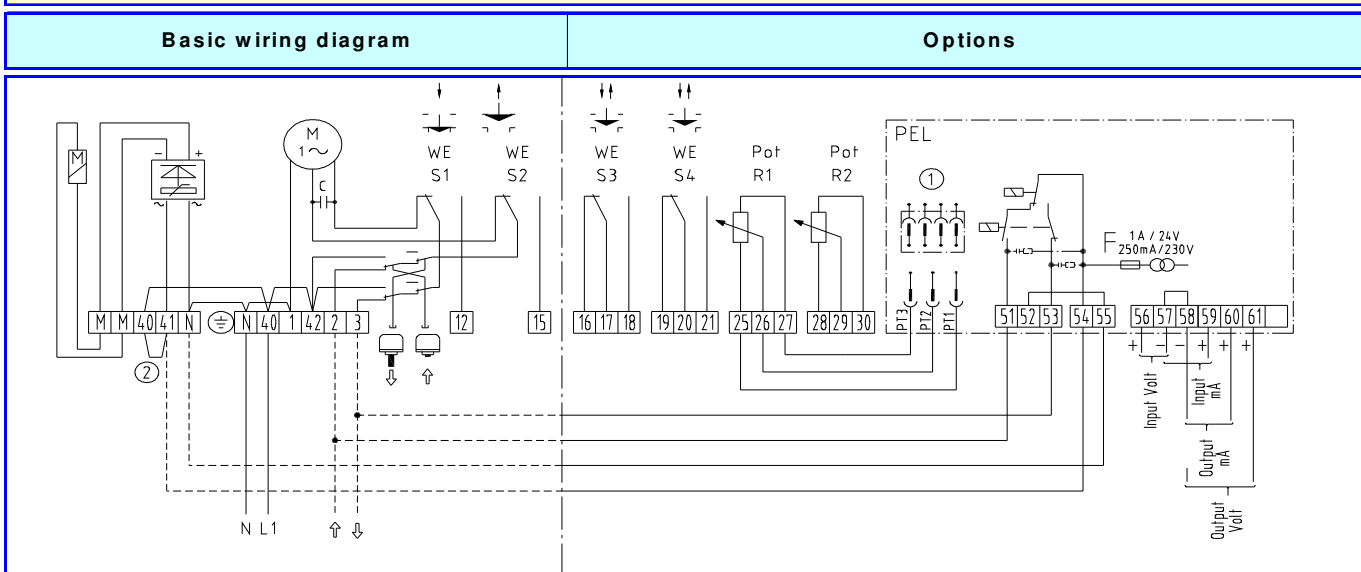 Basic wiring diagram Options
M 1~ C
WE S1
WE S2
WE S3
WE S4
Pot R1
Pot R2
PEL
1
F 1A / 24V
250mA/230V
M
- +
~ ~
M M 40 41 N N 40 1 42 2 3 12 15
16 17 18 19 20 21 25 26 27 28 29 30
PT3 PT2 PT1
51 52 53 54 55 56 57 58 59 60 61
+ - - + + +
2
Input Volt
Input mA
Output mA
Output Volt
N L1